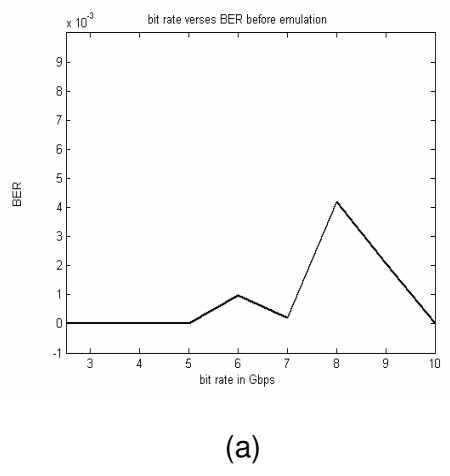 bit rate verses BER before emulation
x 10^-3
9
8
7
6
5
4
3
2
1
0
-1
BER
3 4 5 6 7 8 9 10
bit rate in Gbps
(a)